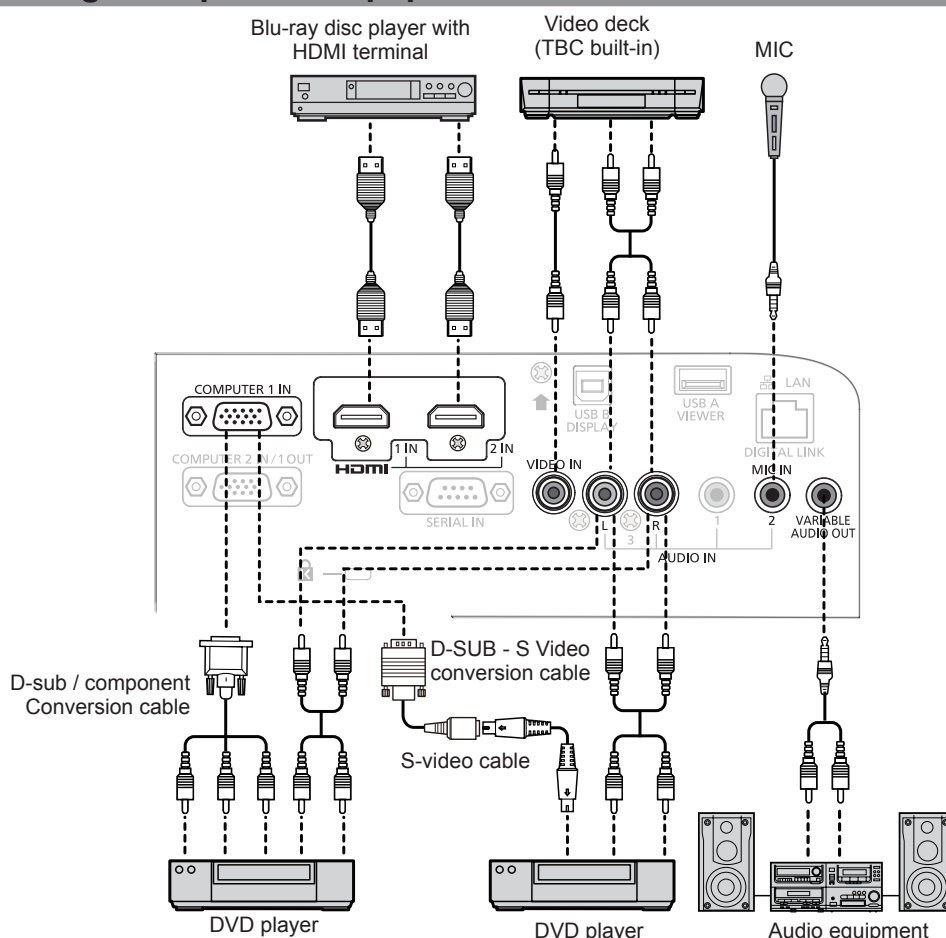 Blu-ray disc player with
HDMI terminal
Video deck
(TBC built-in)
MIC
COMPUTER 1 IN
COMPUTER 2 IN / 1 OUT
HDMI
1 IN
2 IN
SERIAL IN
VIDEO IN
USB B
DISPLAY
USB A
VIEWER
LAN
DIGITAL LINK
MIC IN
L
R
1
2
3
VARIABLE
AUDIO OUT
AUDIO IN
K
D-sub / component
Conversion cable
D-SUB - S Video
conversion cable
S-video cable
DVD player
DVD player
Audio equipment